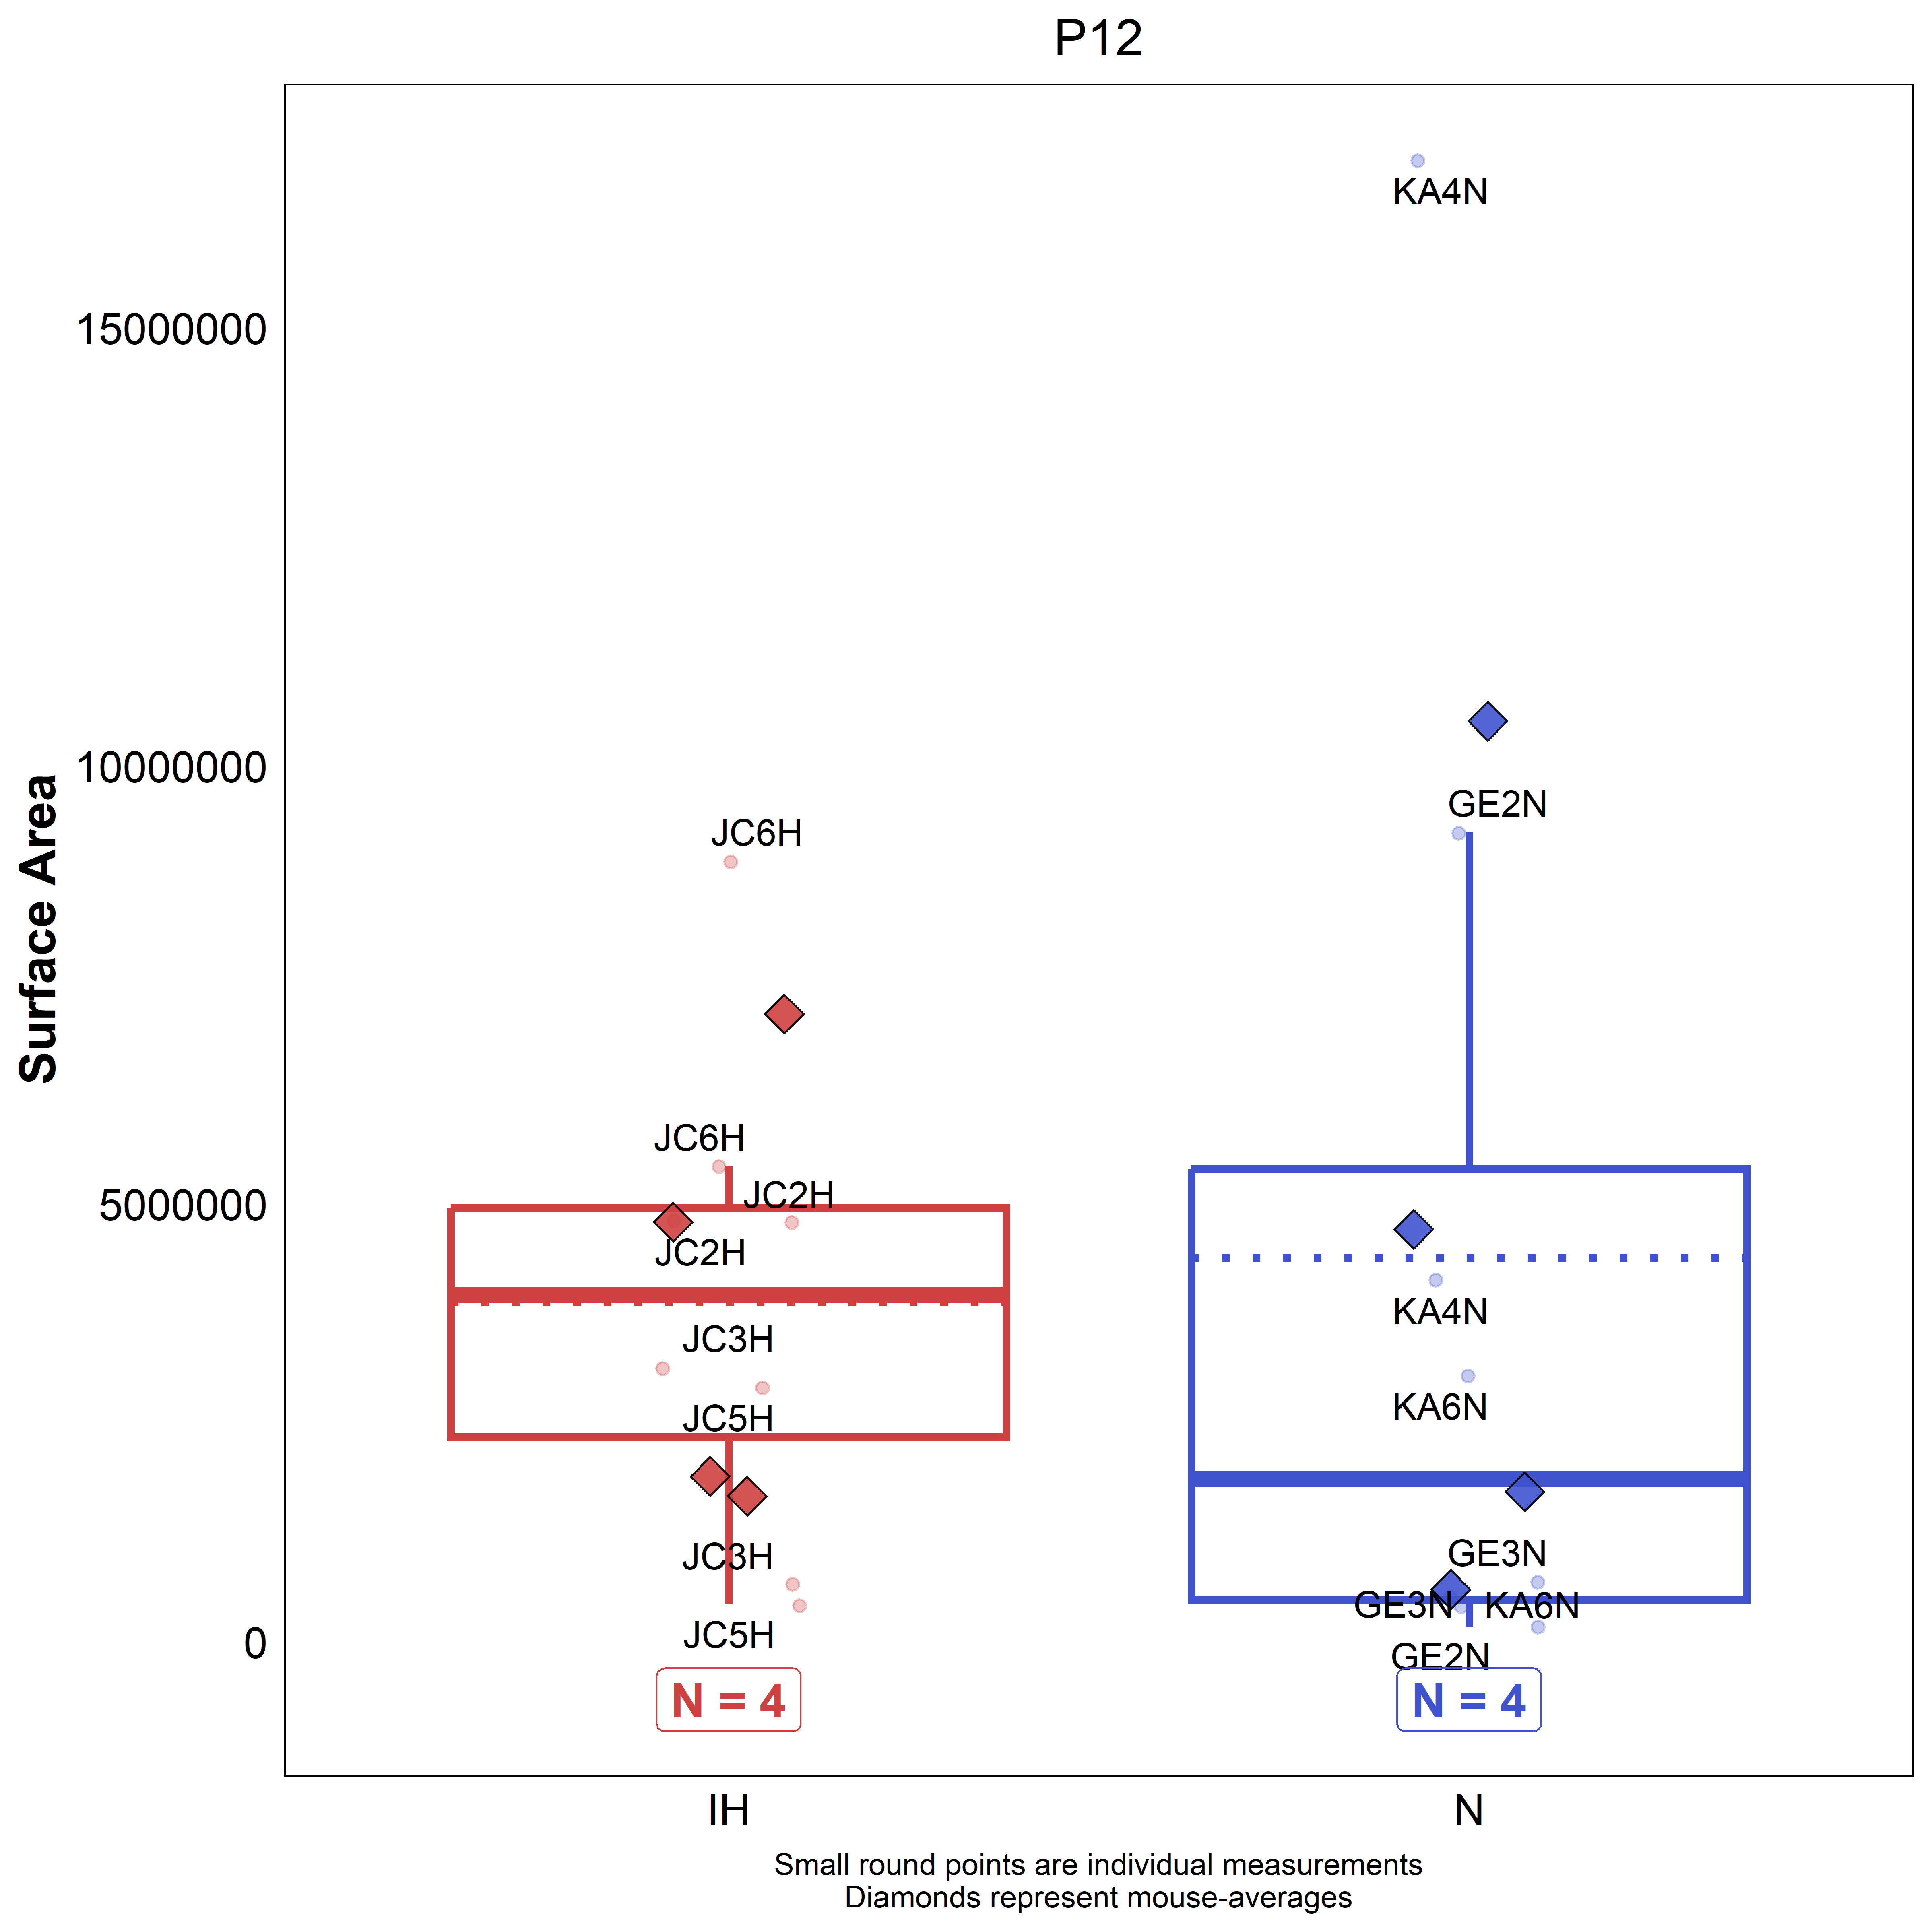 P12
Surface Area
15000000
10000000
5000000
0
KA4N
GE2N
JC6H
JC6H
JC2H
JC2H
KA4N
JC3H
KA6N
JC5H
GE3N
JC3H
GE3N
KA6N
JC5H
GE2N
N = 4
N = 4
IH
N
Small round points are individual measurements
Diamonds represent mouse-averages